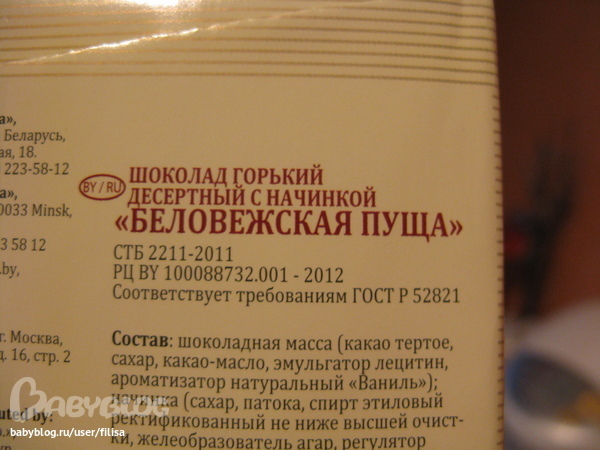 а»,
Беларусь,
ая, 18.
223-58-12
а»,
0033 Minsk,
3 58 12
.by,
г. Москва,
д. 16, стр. 2
uted by:
BY / RU
ШОКОЛАД ГОРЬКИЙ
ДЕСЕРТНЫЙ С НАЧИНКОЙ
«БЕЛОВЕЖСКАЯ ПУЩА»
СТБ 2211-2011
РЦ BY 100088732.001 - 2012
Соответствует требованиям ГОСТ Р 52821
Состав: шоколадная масса (какао тертое,
сахар, какао-масло, эмульгатор лецитин,
ароматизатор натуральный «Ваниль»);
начинка (сахар, патока, спирт этиловый
ректификованный не ниже высшей очист-
ки, желеобразователь агар, регулятор
BABYBLOG
babyblog.ru/user/filisa